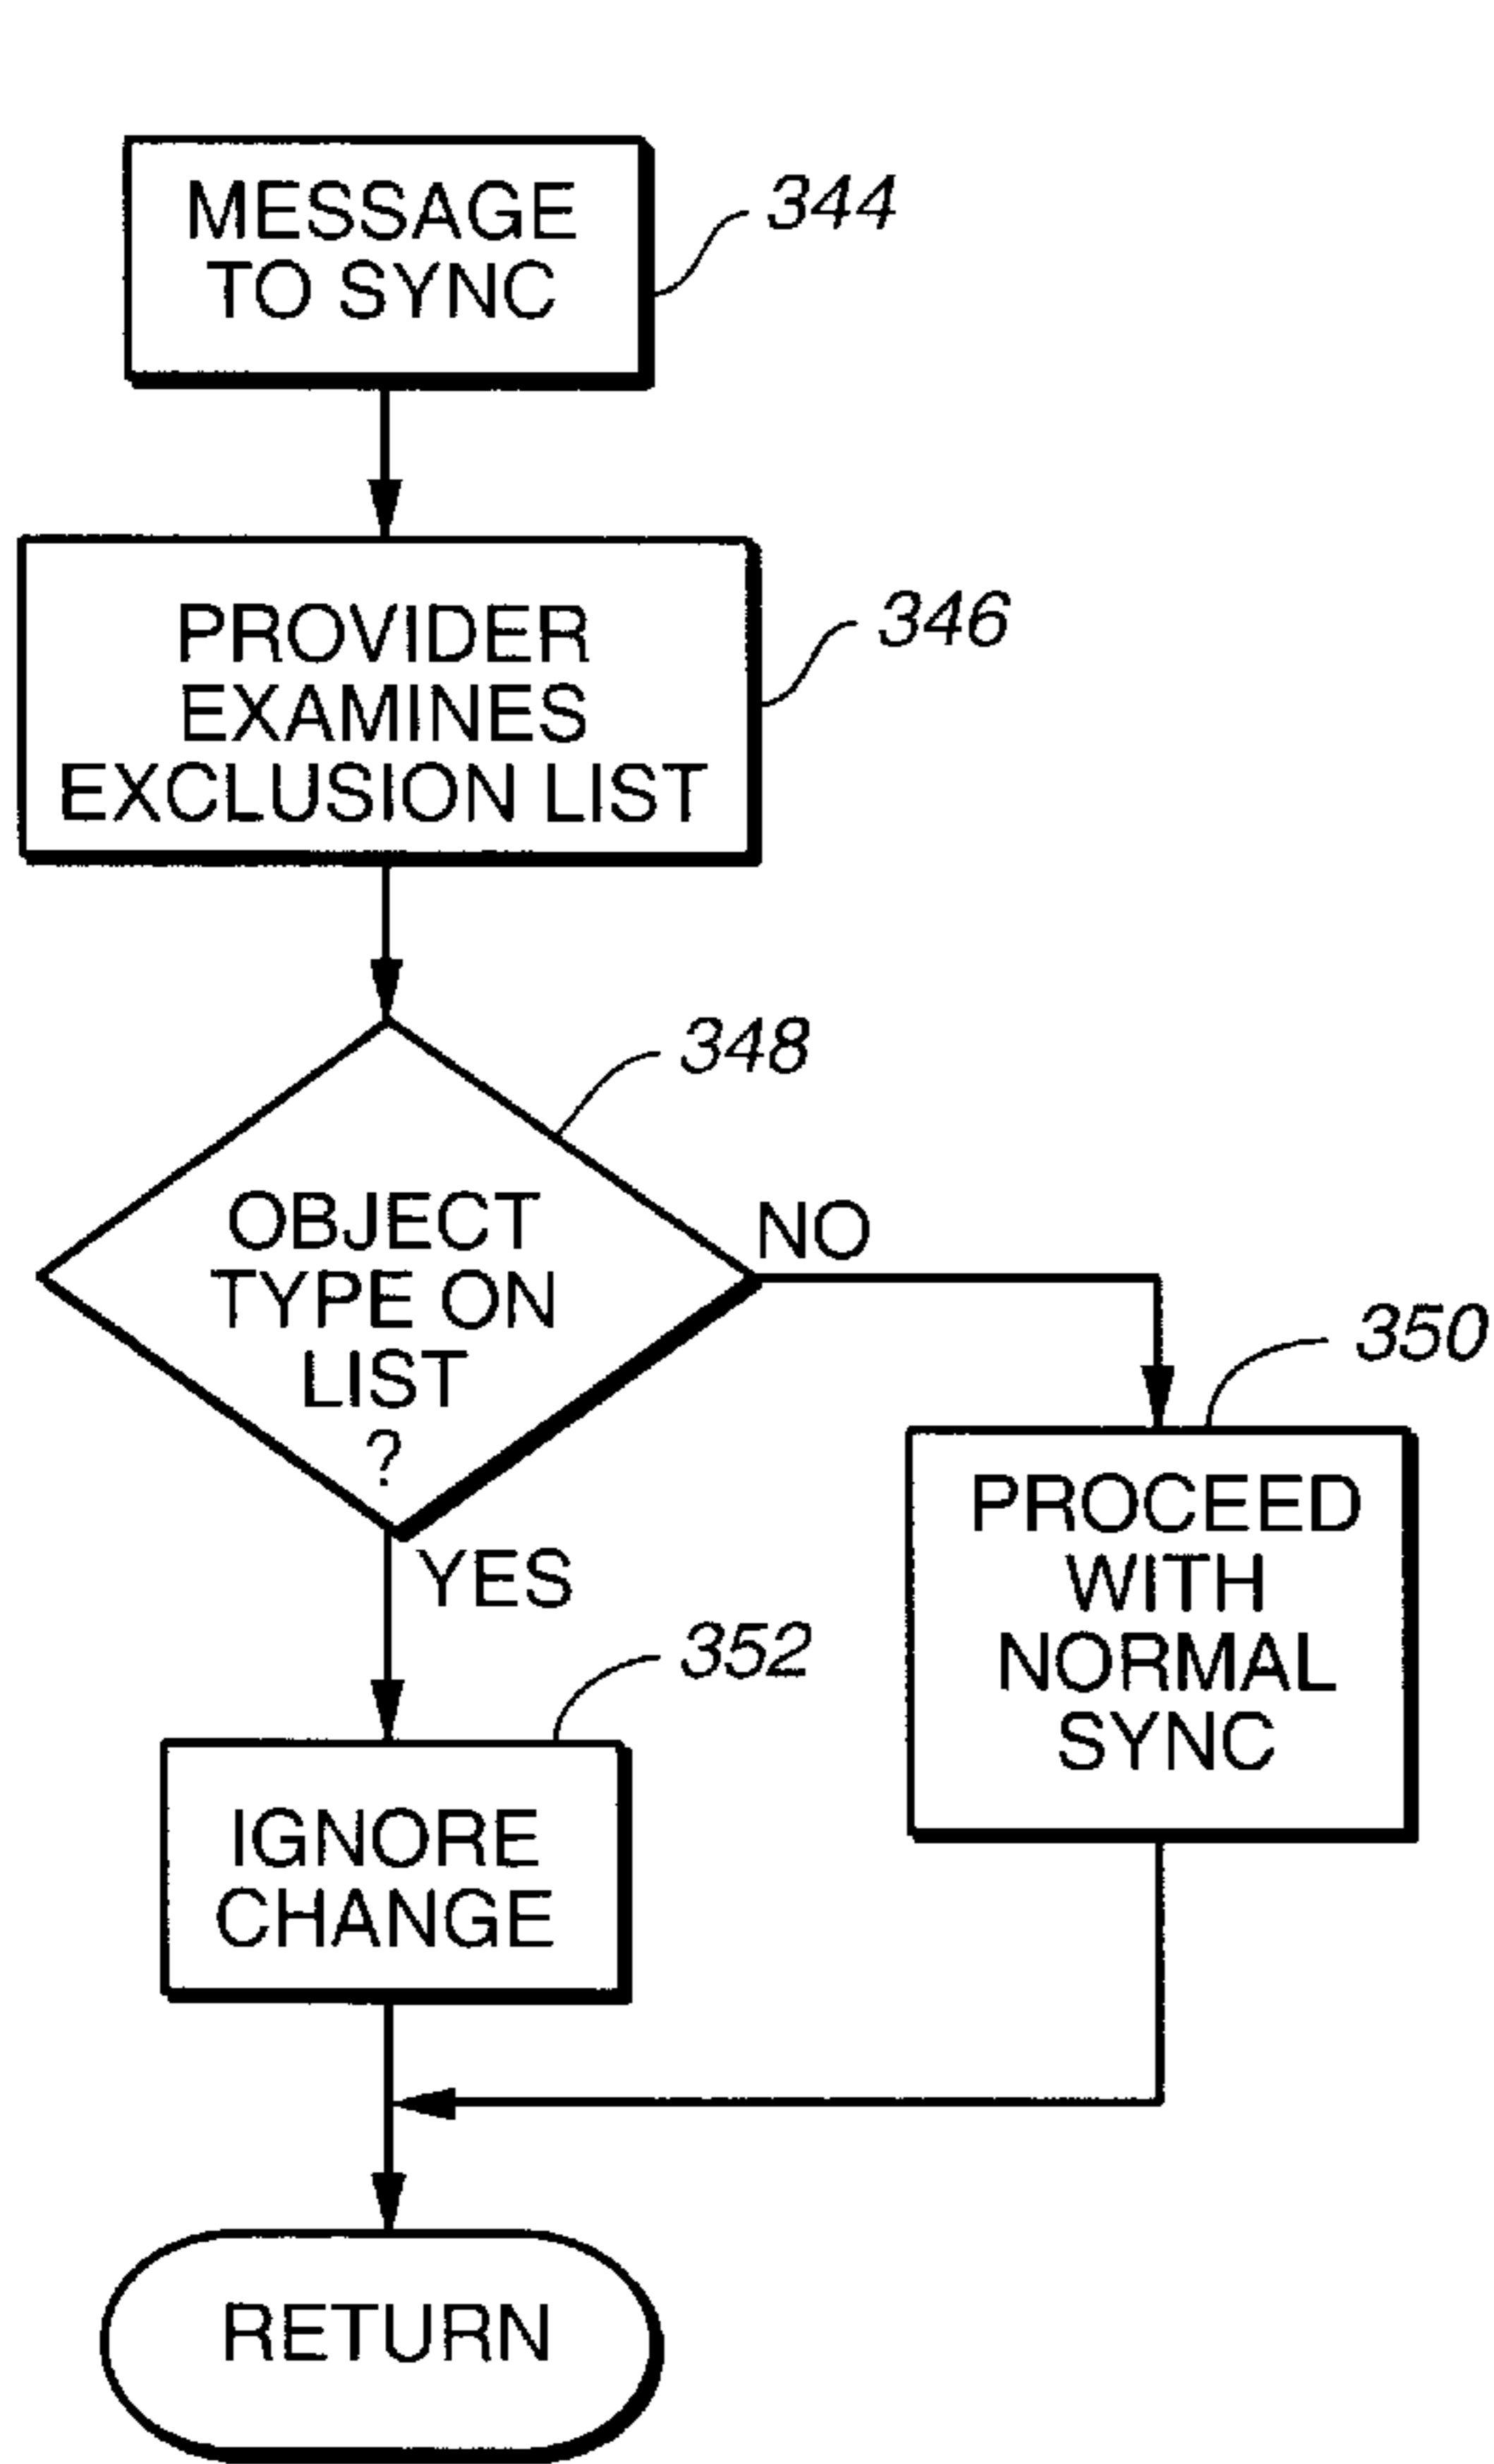 MESSAGE
TO SYNC
344
PROVIDER
EXAMINES
EXCLUSION LIST
346
348
OBJECT
TYPE ON
LIST
?
NO
YES
350
PROCEED
WITH
NORMAL
SYNC
352
IGNORE
CHANGE
RETURN